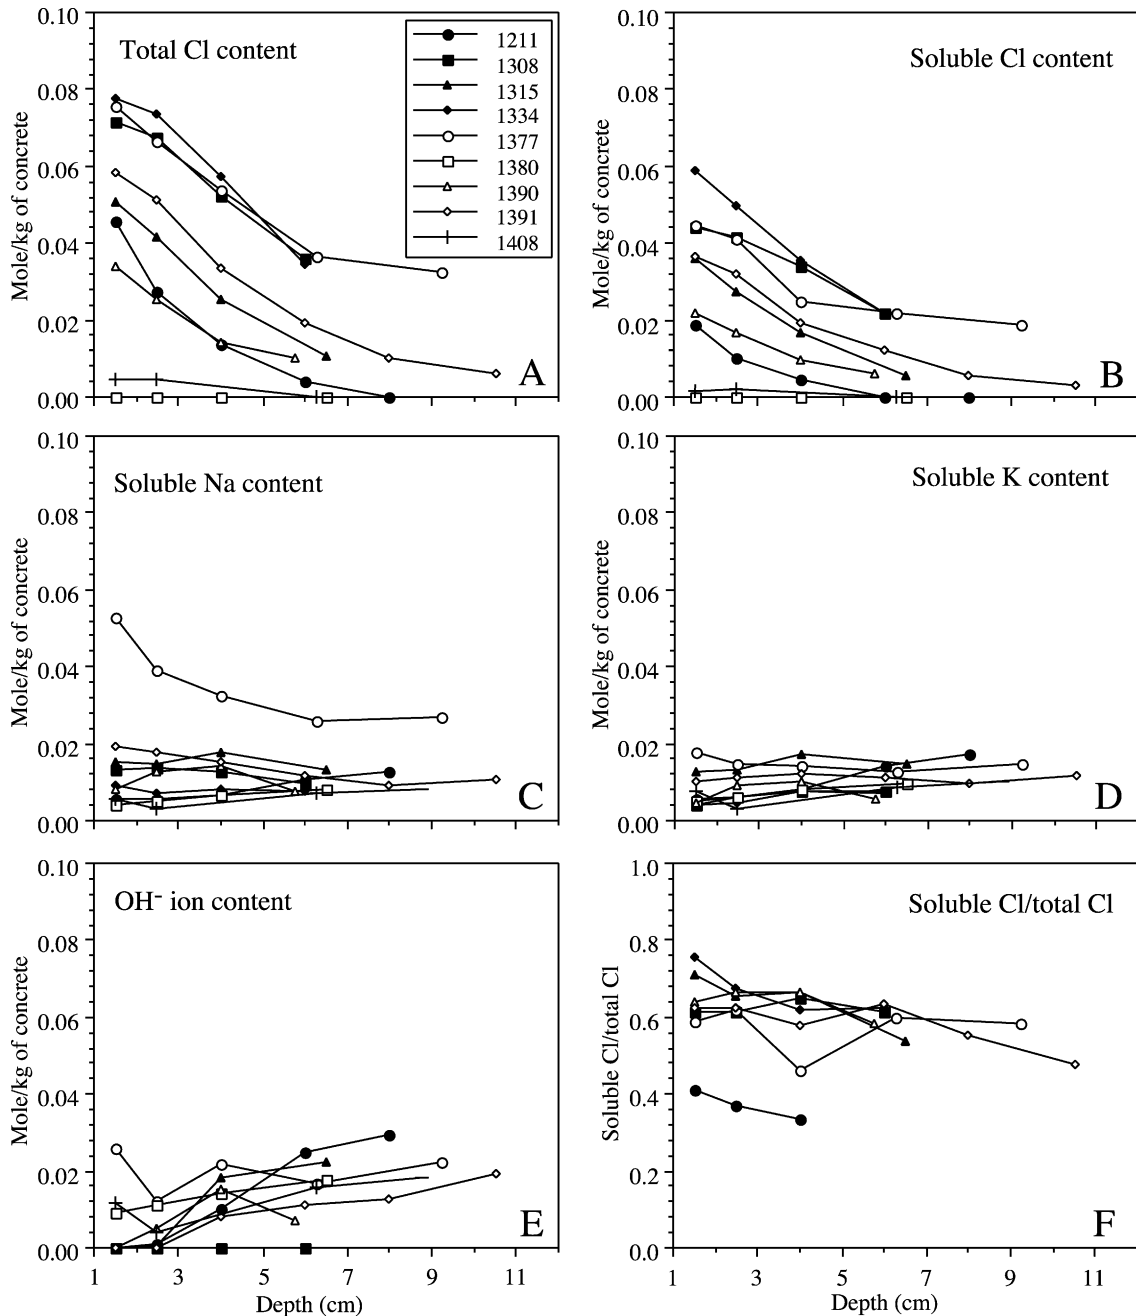 Total Cl content
1211
1308
1315
1334
1377
1380
1390
1391
1408
0.10
0.08
0.06
0.04
0.02
0.00
Mole/kg of concrete
A
Soluble Cl content
0.10
0.08
0.06
0.04
0.02
0.00
Mole/kg of concrete
B
Soluble Na content
0.10
0.08
0.06
0.04
0.02
0.00
Mole/kg of concrete
C
Soluble K content
0.10
0.08
0.06
0.04
0.02
0.00
Mole/kg of concrete
D
OH⁻ ion content
0.10
0.08
0.06
0.04
0.02
0.00
Mole/kg of concrete
E
1 3 5 7 9 11
Depth (cm)
Soluble Cl/total Cl
1.0
0.8
0.6
0.4
0.2
0.0
Soluble Cl/total Cl
F
1 3 5 7 9 11
Depth (cm)